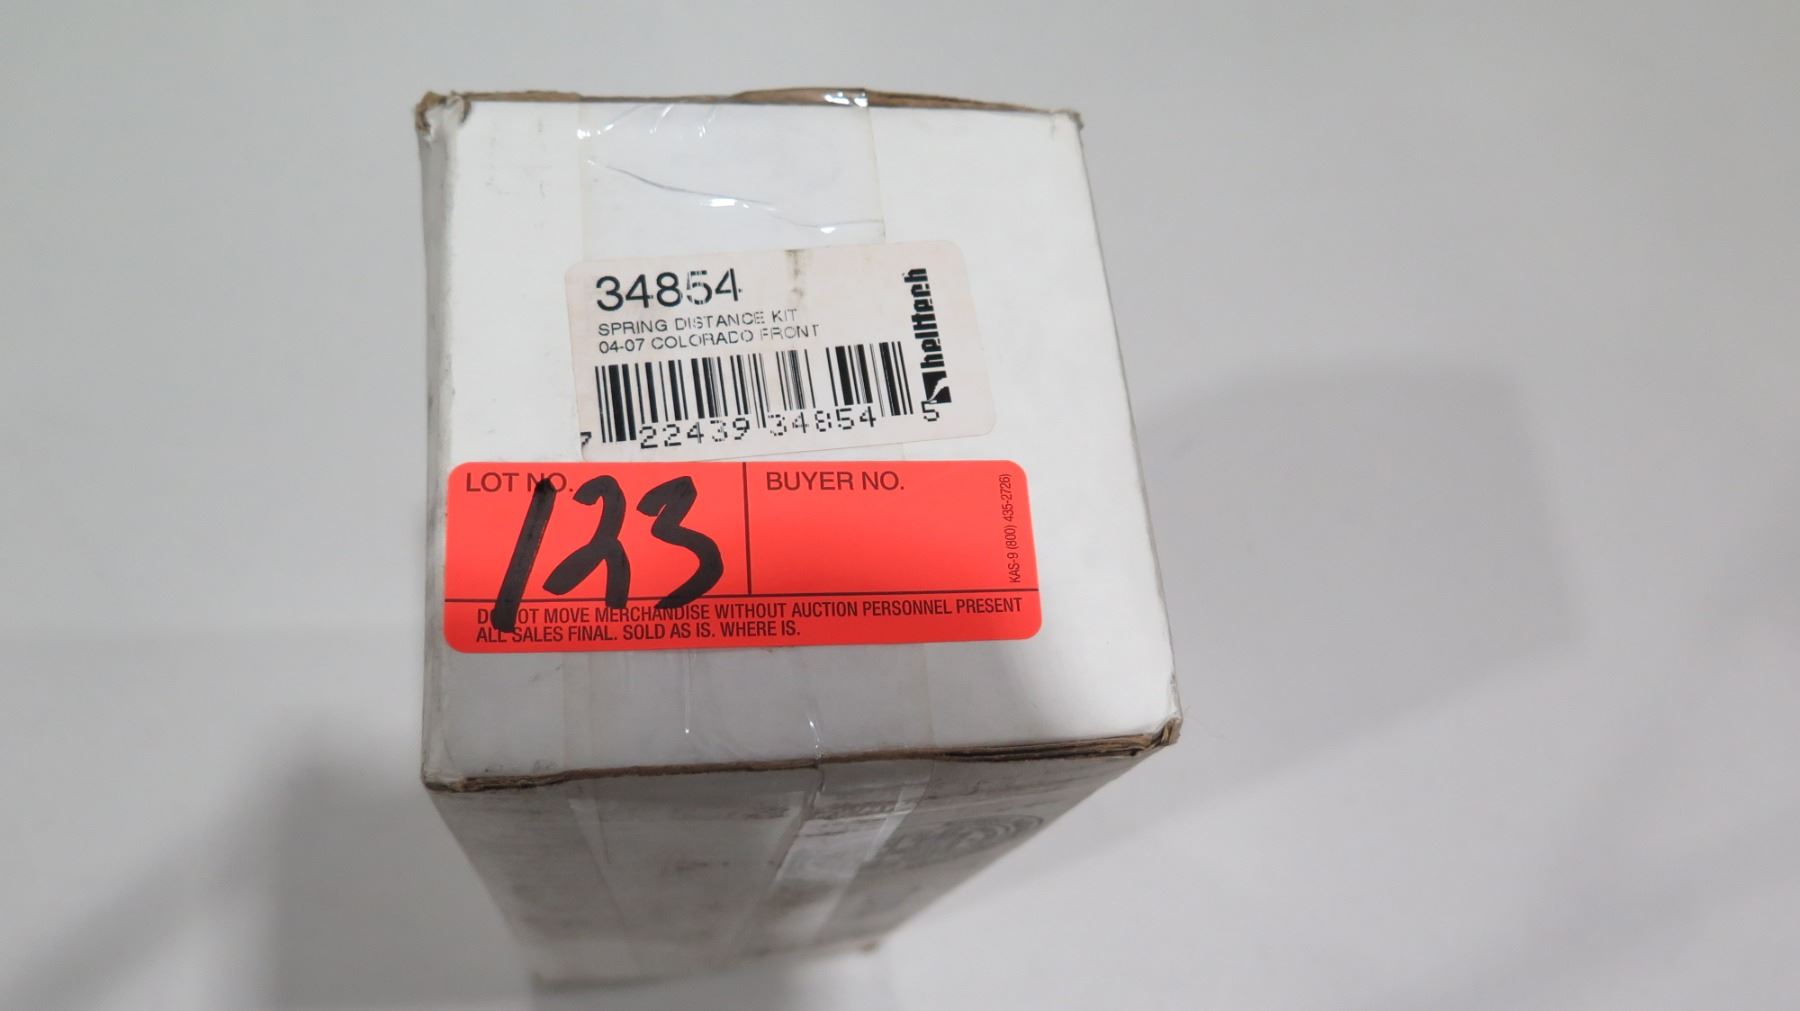 34854
SPRING DISTANCE KIT
04-07 COLORADO FRONT
belltech
7 22439 34854 5
LOT NO.
123
BUYER NO.
KAS-9 (800) 435-2726)
DO NOT MOVE MERCHANDISE WITHOUT AUCTION PERSONNEL PRESENT
ALL SALES FINAL. SOLD AS IS. WHERE IS.